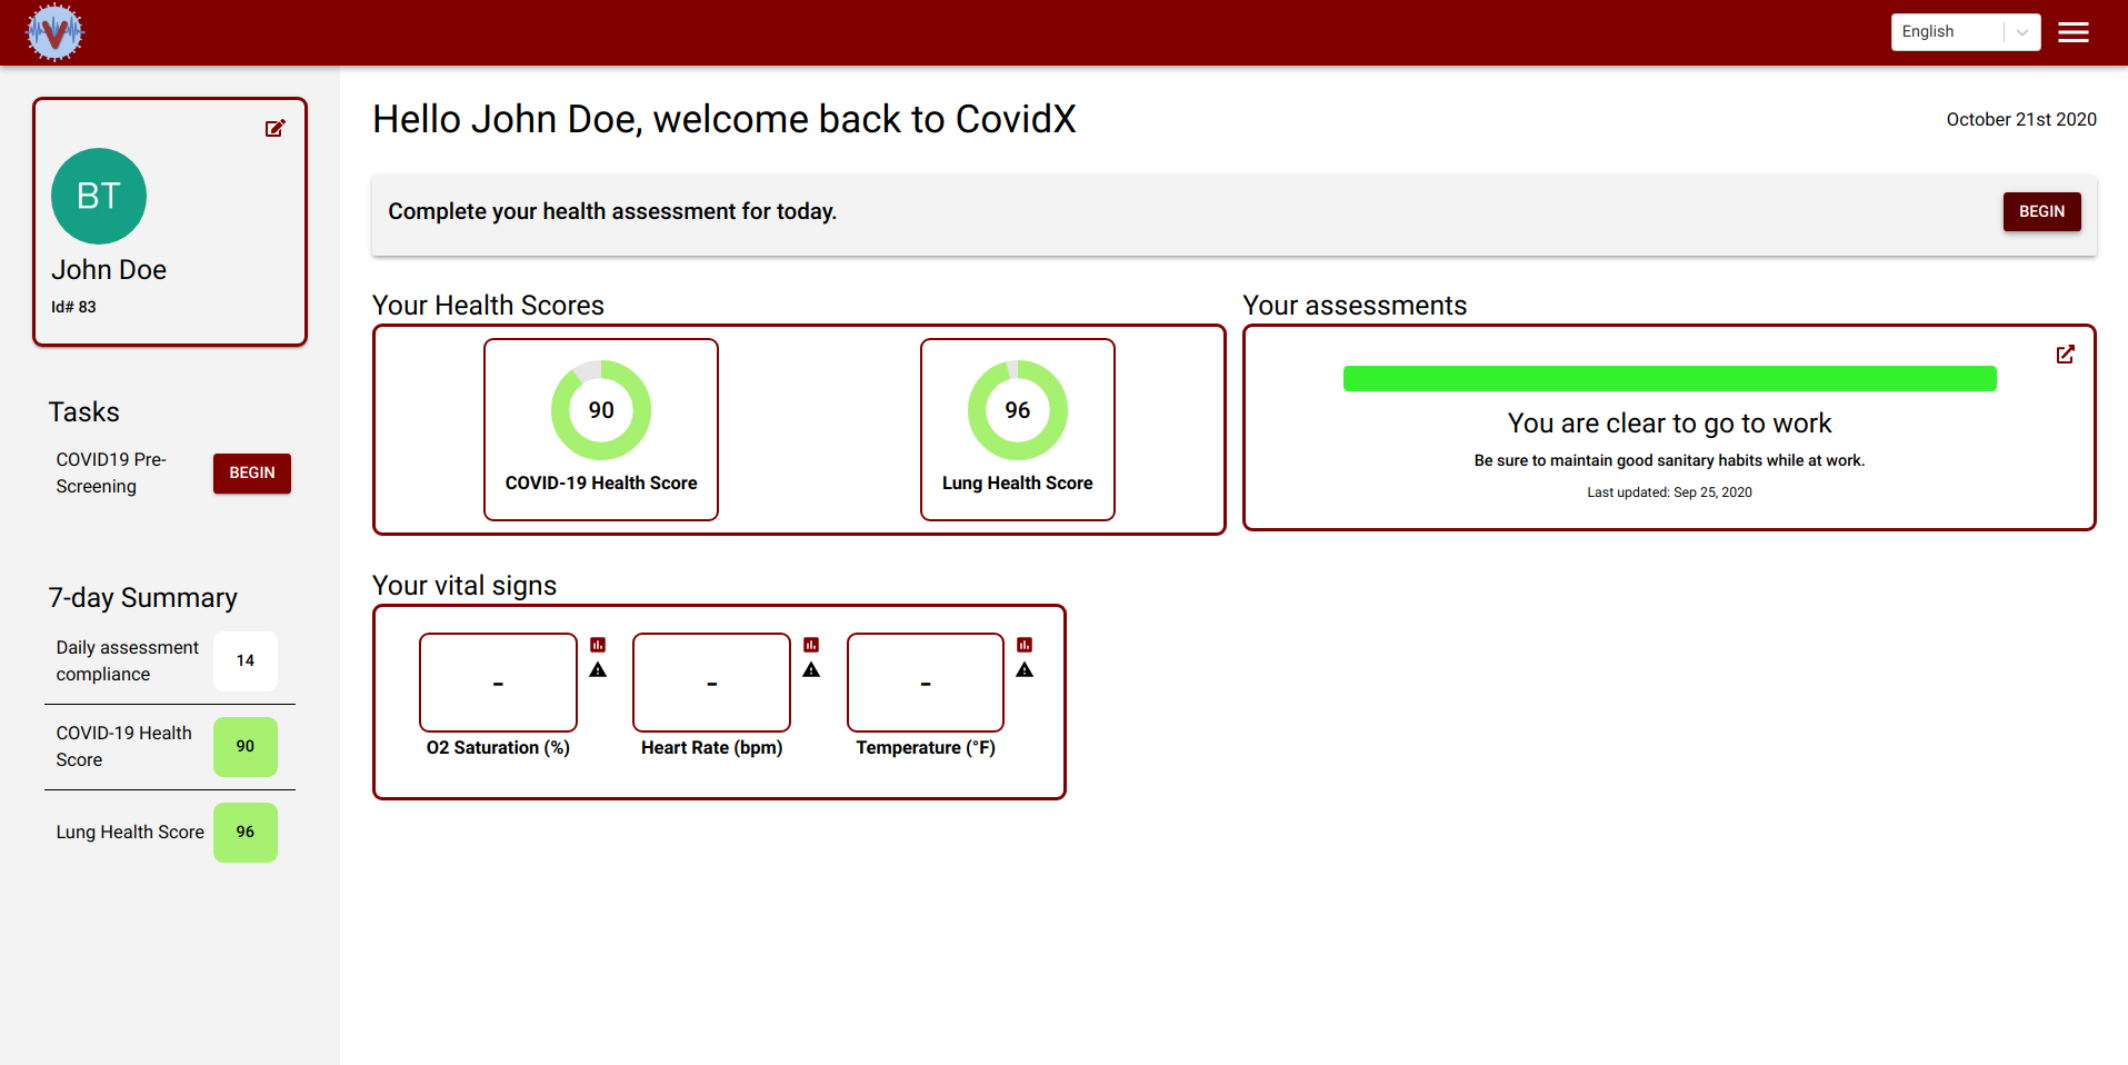 V
English
BT
John Doe
Id# 83
Tasks
COVID19 Pre-
Screening
BEGIN
7-day Summary
Daily assessment
compliance
14
COVID-19 Health
Score
90
Lung Health Score
96
Hello John Doe, welcome back to CovidX
October 21st 2020
Complete your health assessment for today.
BEGIN
Your Health Scores
90
COVID-19 Health Score
96
Lung Health Score
Your assessments
You are clear to go to work
Be sure to maintain good sanitary habits while at work.
Last updated: Sep 25, 2020
Your vital signs
-
O2 Saturation (%)
-
Heart Rate (bpm)
-
Temperature (°F)